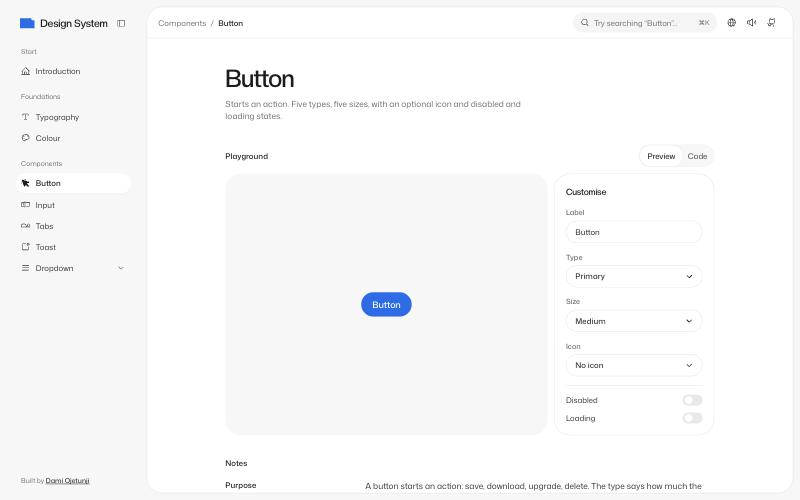 Design System
Start
Introduction
Foundations
Typography
Colour
Components
Button
Input
Tabs
Toast
Dropdown
Built by Dami Ojetunji
Components / Button
Try searching "Button"... ⌘K
Button
Starts an action. Five types, five sizes, with an optional icon and disabled and
loading states.
Playground
Preview Code
Button
Customise
Label
Button
Type
Primary
Size
Medium
Icon
No icon
Disabled
Loading
Notes
Purpose A button starts an action: save, download, upgrade, delete. The type says how much the